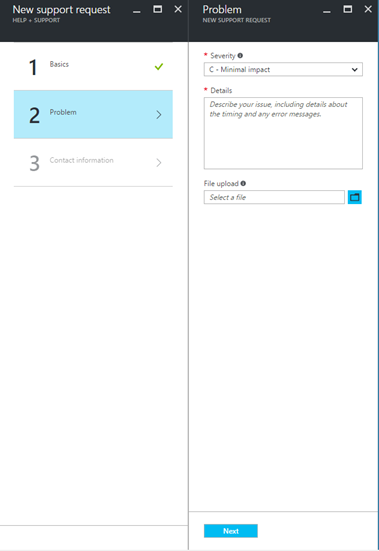 New support request
HELP + SUPPORT
1 Basics
2 Problem
3 Contact information
Problem
NEW SUPPORT REQUEST
* Severity
C - Minimal impact
* Details
Describe your issue, including details about
the timing and any error messages.
File upload
Select a file
Next